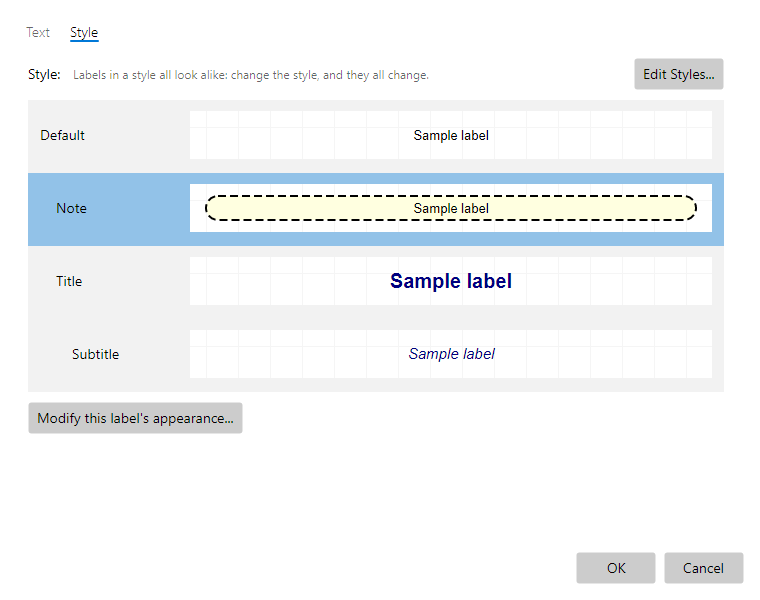 Text Style
Style: Labels in a style all look alike: change the style, and they all change. Edit Styles...
Default Sample label
Note Sample label
Title Sample label
Subtitle Sample label
Modify this label's appearance...
OK Cancel